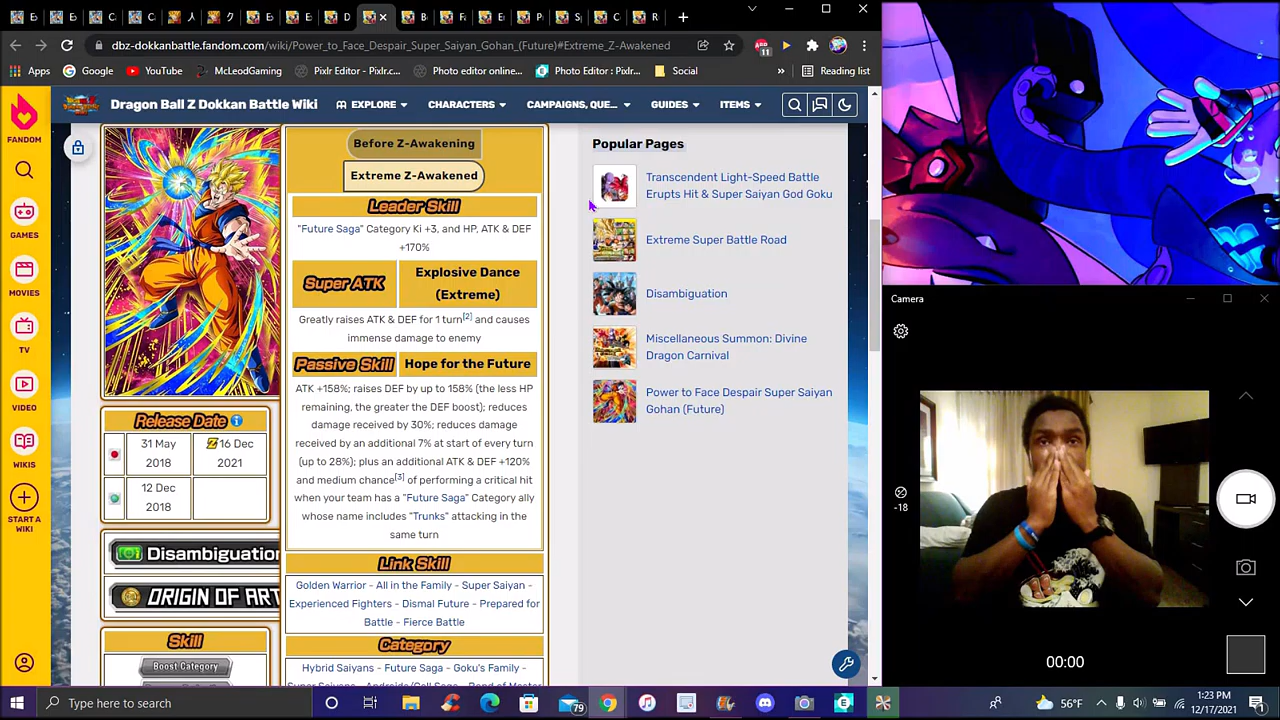 dbz-dokkanbattle.fandom.com/wiki/Power_to_Face_Despair_Super_Saiyan_Gohan_(Future)#Extreme_Z-Awakened
11
Apps
Google
YouTube
McLeodGaming
Pixlr Editor - Pixlr.c...
Photo editor online...
Photo Editor : Pixlr...
Social
»
Reading list
FANDOM
GAMES
MOVIES
TV
VIDEO
WIKIS
START A
WIKI
Dragon Ball Z Dokkan Battle Wiki
EXPLORE
CHARACTERS
CAMPAIGNS, QUE...
GUIDES
ITEMS
Before Z-Awakening
Extreme Z-Awakened
Leader Skill
"Future Saga" Category Ki +3, and HP, ATK & DEF
+170%
Super ATK
Explosive Dance
(Extreme)
Greatly raises ATK & DEF for 1 turn[2] and causes
immense damage to enemy
Passive Skill
Hope for the Future
ATK +158%; raises DEF by up to 158% (the less HP
remaining, the greater the DEF boost); reduces
damage received by 30%; reduces damage
received by an additional 7% at start of every turn
(up to 28%); plus an additional ATK & DEF +120%
and medium chance[3] of performing a critical hit
when your team has a "Future Saga" Category ally
whose name includes "Trunks" attacking in the
same turn
Link Skill
Golden Warrior - All in the Family - Super Saiyan -
Experienced Fighters - Dismal Future - Prepared for
Battle - Fierce Battle
Category
Hybrid Saiyans - Future Saga - Goku's Family -
Release Date
31 May
2018
Z 16 Dec
2021
12 Dec
2018
Disambiguation
ORIGIN OF ART
Skill
Boost Category
Popular Pages
Transcendent Light-Speed Battle
Erupts Hit & Super Saiyan God Goku
Extreme Super Battle Road
Disambiguation
Miscellaneous Summon: Divine
Dragon Carnival
Power to Face Despair Super Saiyan
Gohan (Future)
Camera
-18
00:00
Type here to search
79
56°F
1:23 PM
12/17/2021
1